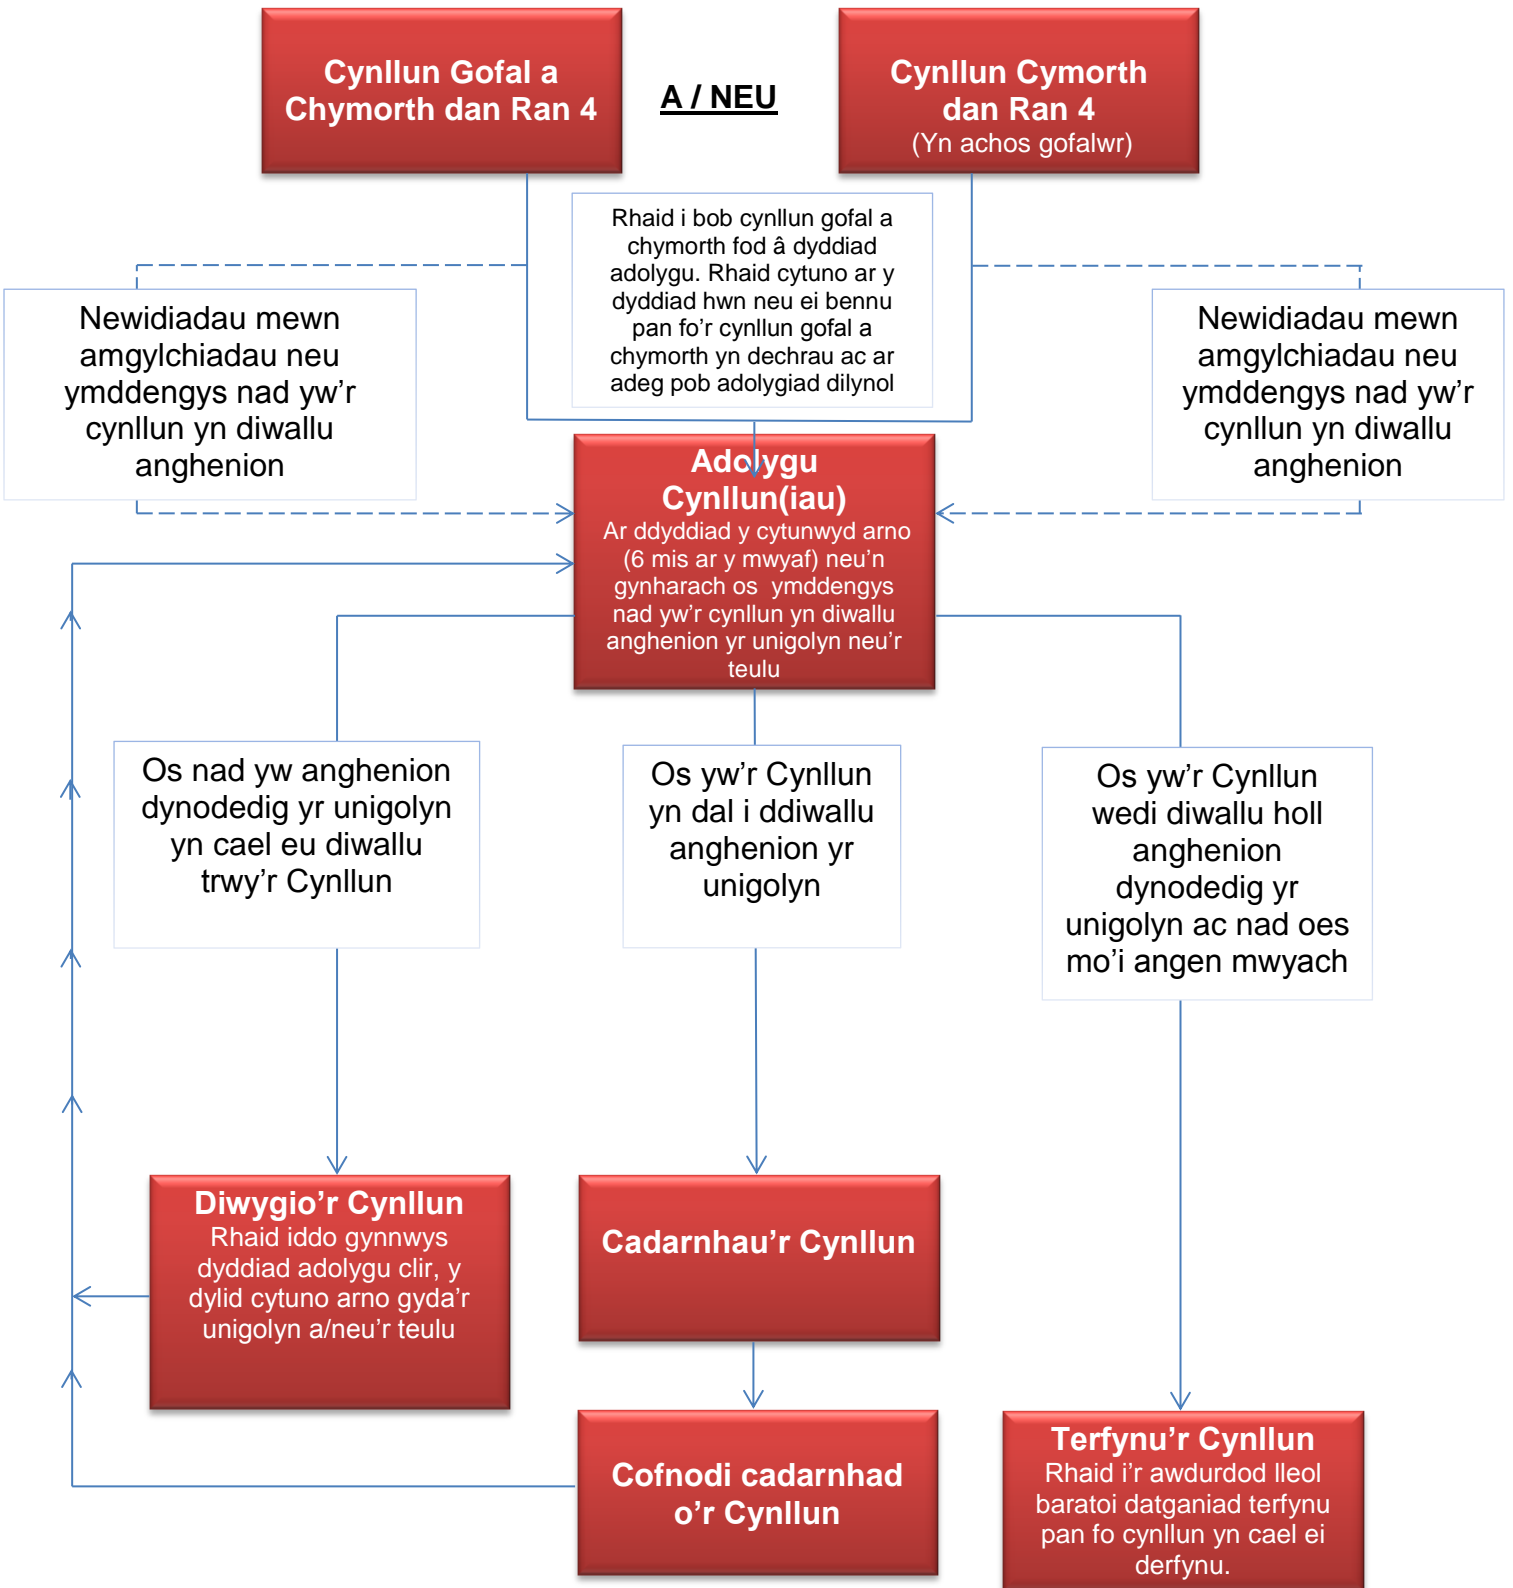 Cynllun Gofal a
Chymorth dan Ran 4
A / NEU
Cynllun Cymorth
dan Ran 4
(Yn achos gofalwr)
Rhaid i bob cynllun gofal a
chymorth fod â dyddiad
adolygu. Rhaid cytuno ar y
dyddiad hwn neu ei bennu
pan fo'r cynllun gofal a
chymorth yn dechrau ac ar
adeg pob adolygiad dilynol
Newidiadau mewn
amgylchiadau neu
ymddengys nad yw'r
cynllun yn diwallu
anghenion
Newidiadau mewn
amgylchiadau neu
ymddengys nad yw'r
cynllun yn diwallu
anghenion
Adolygu
Cynllun(iau)
Ar ddyddiad y cytunwyd arno
(6 mis ar y mwyaf) neu'n
gynharach os  ymddengys
nad yw'r cynllun yn diwallu
anghenion yr unigolyn neu'r
teulu
Os nad yw anghenion
dynodedig yr unigolyn
yn cael eu diwallu
trwy'r Cynllun
Os yw'r Cynllun
yn dal i ddiwallu
anghenion yr
unigolyn
Os yw'r Cynllun
wedi diwallu holl
anghenion
dynodedig yr
unigolyn ac nad oes
mo'i angen mwyach
Diwygio'r Cynllun
Rhaid iddo gynnwys
dyddiad adolygu clir, y
dylid cytuno arno gyda'r
unigolyn a/neu'r teulu
Cadarnhau'r Cynllun
Cofnodi cadarnhad
o'r Cynllun
Terfynu'r Cynllun
Rhaid i'r awdurdod lleol
baratoi datganiad terfynu
pan fo cynllun yn cael ei
derfynu.